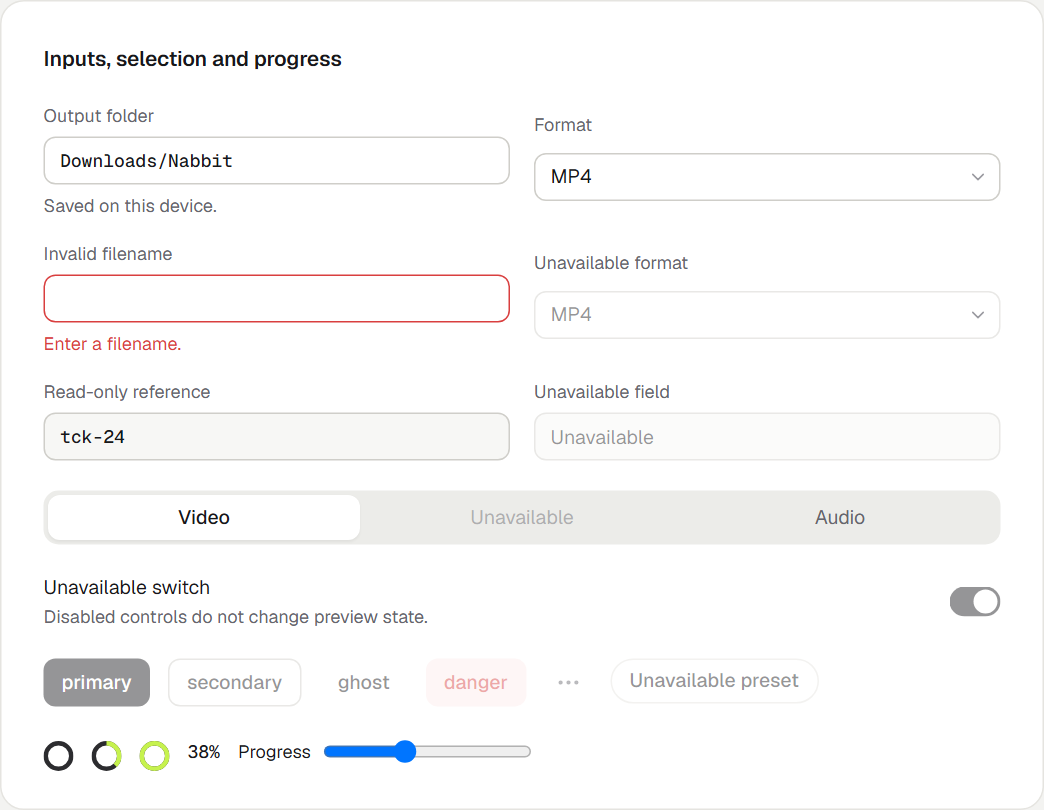 Inputs, selection and progress
Output folder
Downloads/Nabbit
Saved on this device.
Format
MP4
Invalid filename
Enter a filename.
Unavailable format
MP4
Read-only reference
tck-24
Unavailable field
Unavailable
Video Unavailable Audio
Unavailable switch
Disabled controls do not change preview state.
primary secondary ghost danger ••• Unavailable preset
38% Progress